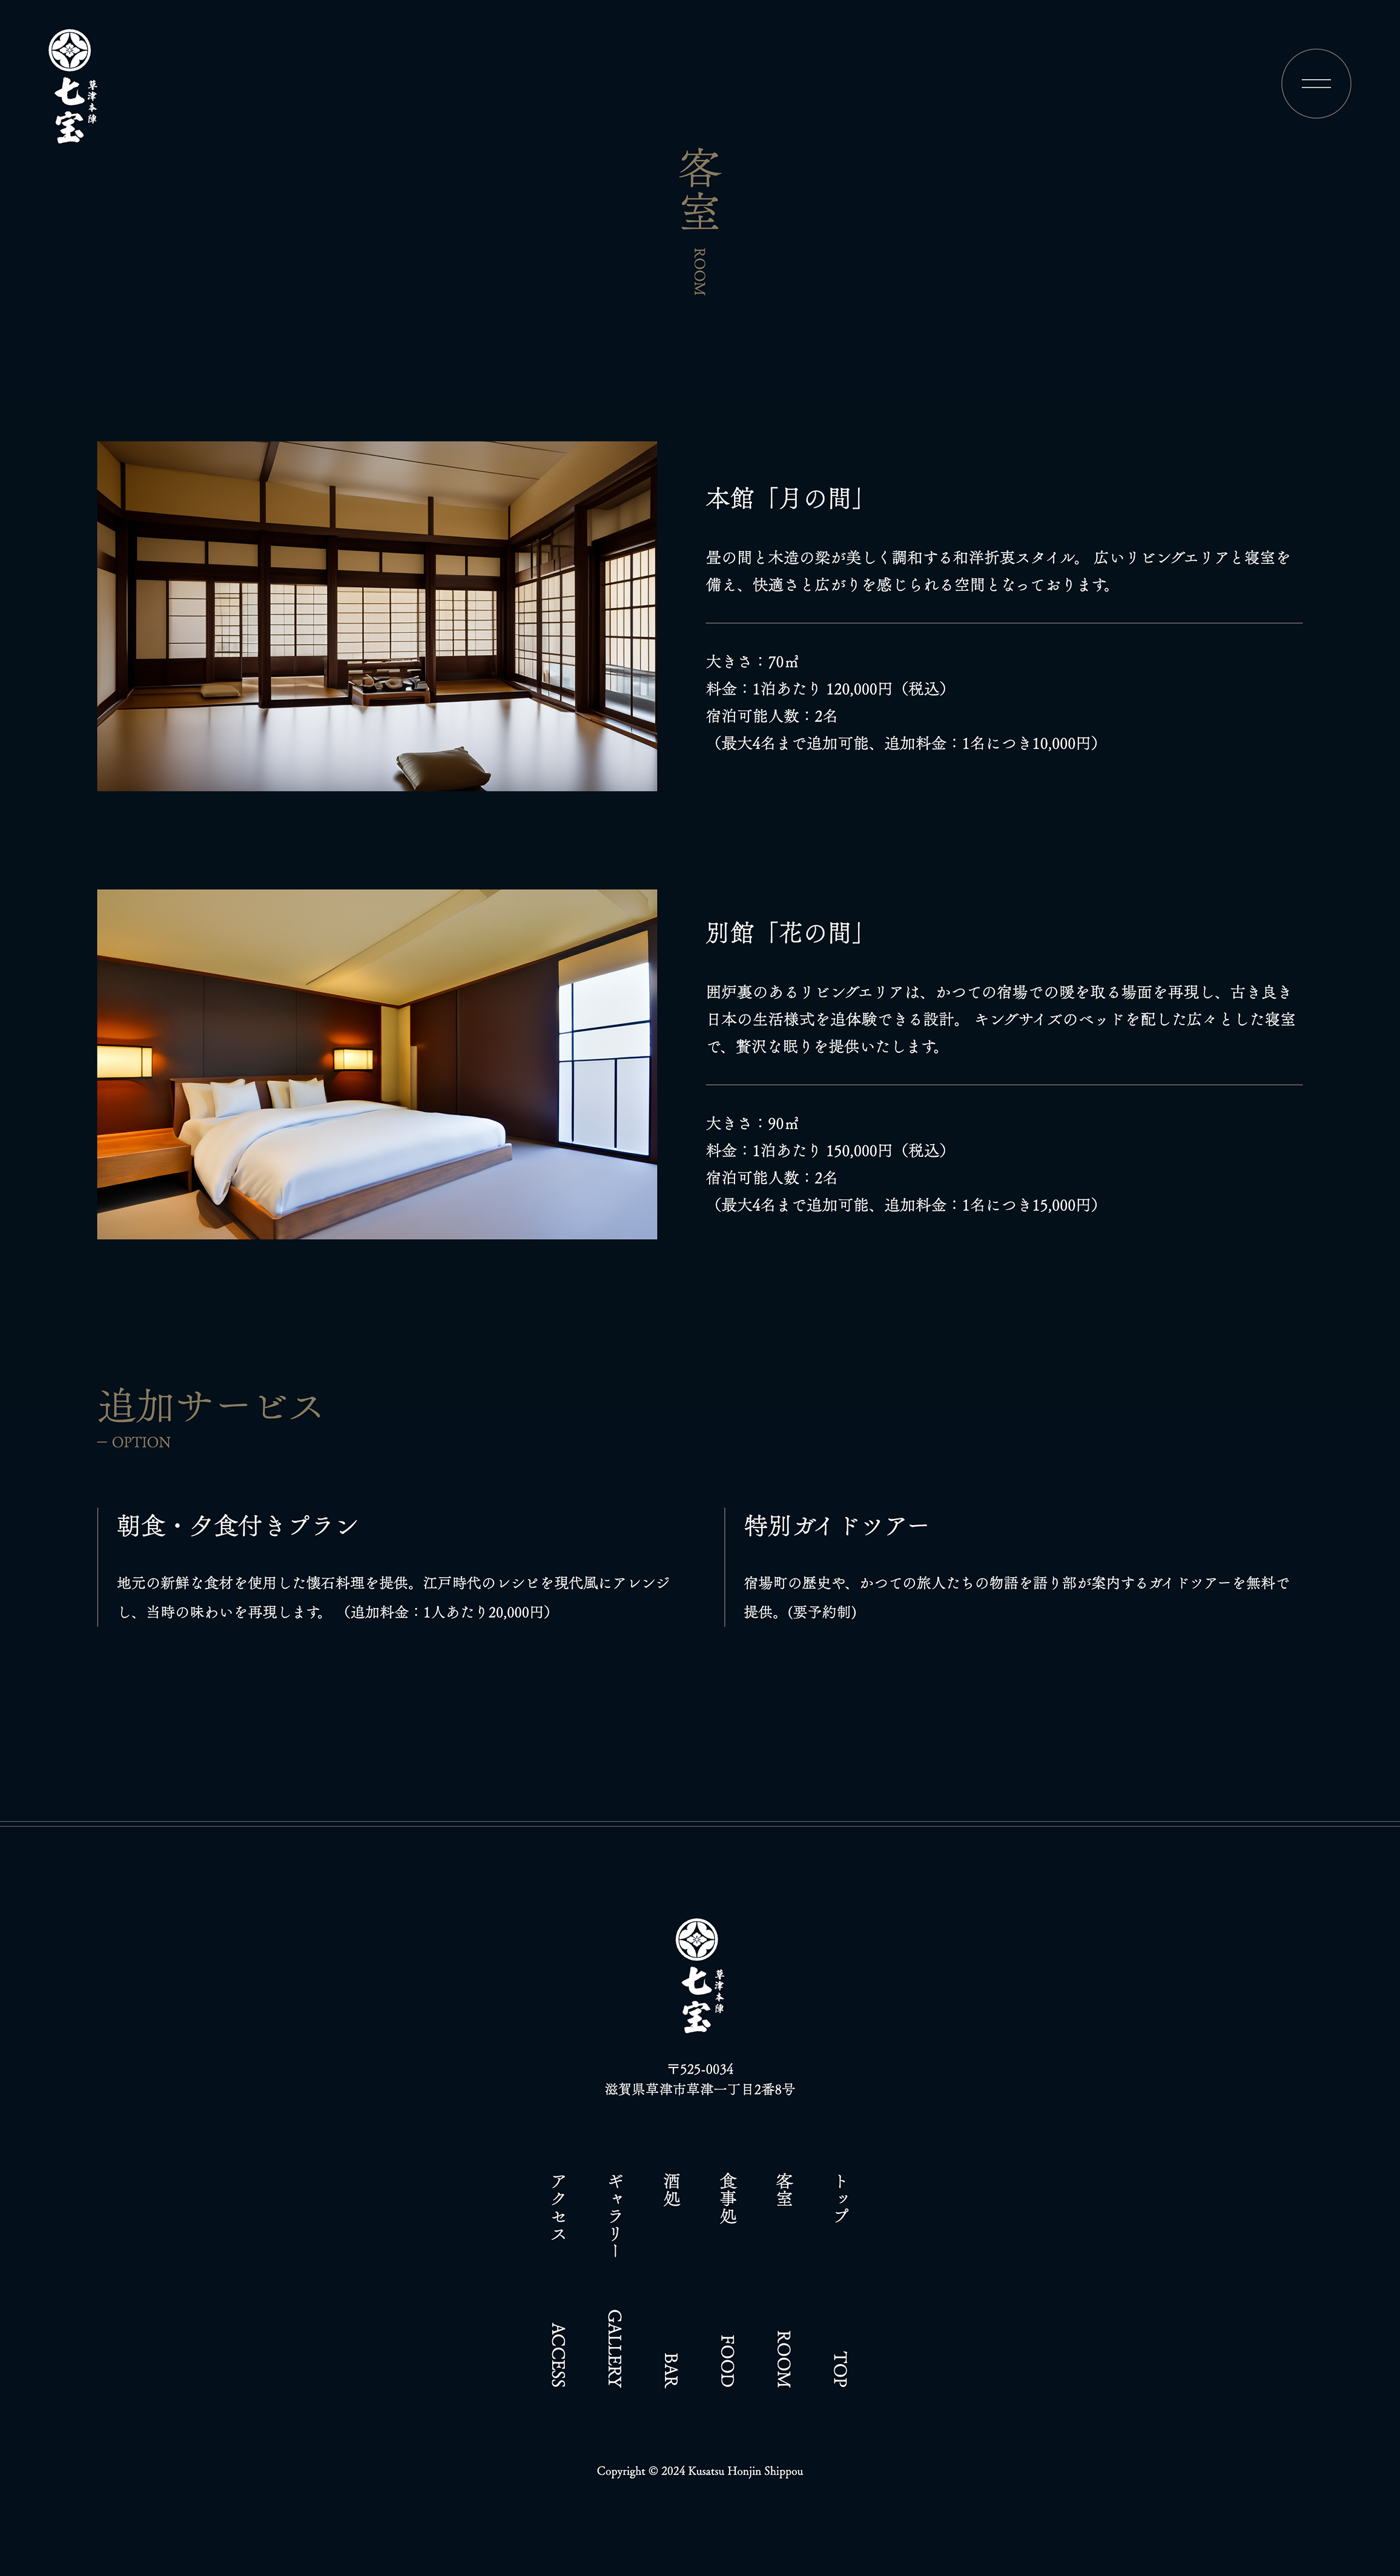 七宝
草津本陣
客室
ROOM
本館「月の間」
畳の間と木造の梁が美しく調和する和洋折衷スタイル。 広いリビングエリアと寝室を
備え、快適さと広がりを感じられる空間となっております。
大きさ：70㎡
料金：1泊あたり 120,000円（税込）
宿泊可能人数：2名
（最大4名まで追加可能、追加料金：1名につき10,000円）
別館「花の間」
囲炉裏のあるリビングエリアは、かつての宿場での暖を取る場面を再現し、古き良き
日本の生活様式を追体験できる設計。 キングサイズのベッドを配した広々とした寝室
で、贅沢な眠りを提供いたします。
大きさ：90㎡
料金：1泊あたり 150,000円（税込）
宿泊可能人数：2名
（最大4名まで追加可能、追加料金：1名につき15,000円）
追加サービス
− OPTION
朝食・夕食付きプラン
地元の新鮮な食材を使用した懐石料理を提供。江戸時代のレシピを現代風にアレンジ
し、当時の味わいを再現します。 （追加料金：1人あたり20,000円）
特別ガイドツアー
宿場町の歴史や、かつての旅人たちの物語を語り部が案内するガイドツアーを無料で
提供。(要予約制)
七宝
草津本陣
〒525-0034
滋賀県草津市草津一丁目2番8号
トップ
TOP
客室
ROOM
食事処
FOOD
酒処
BAR
ギャラリー
GALLERY
アクセス
ACCESS
Copyright © 2024 Kusatsu Honjin Shippou